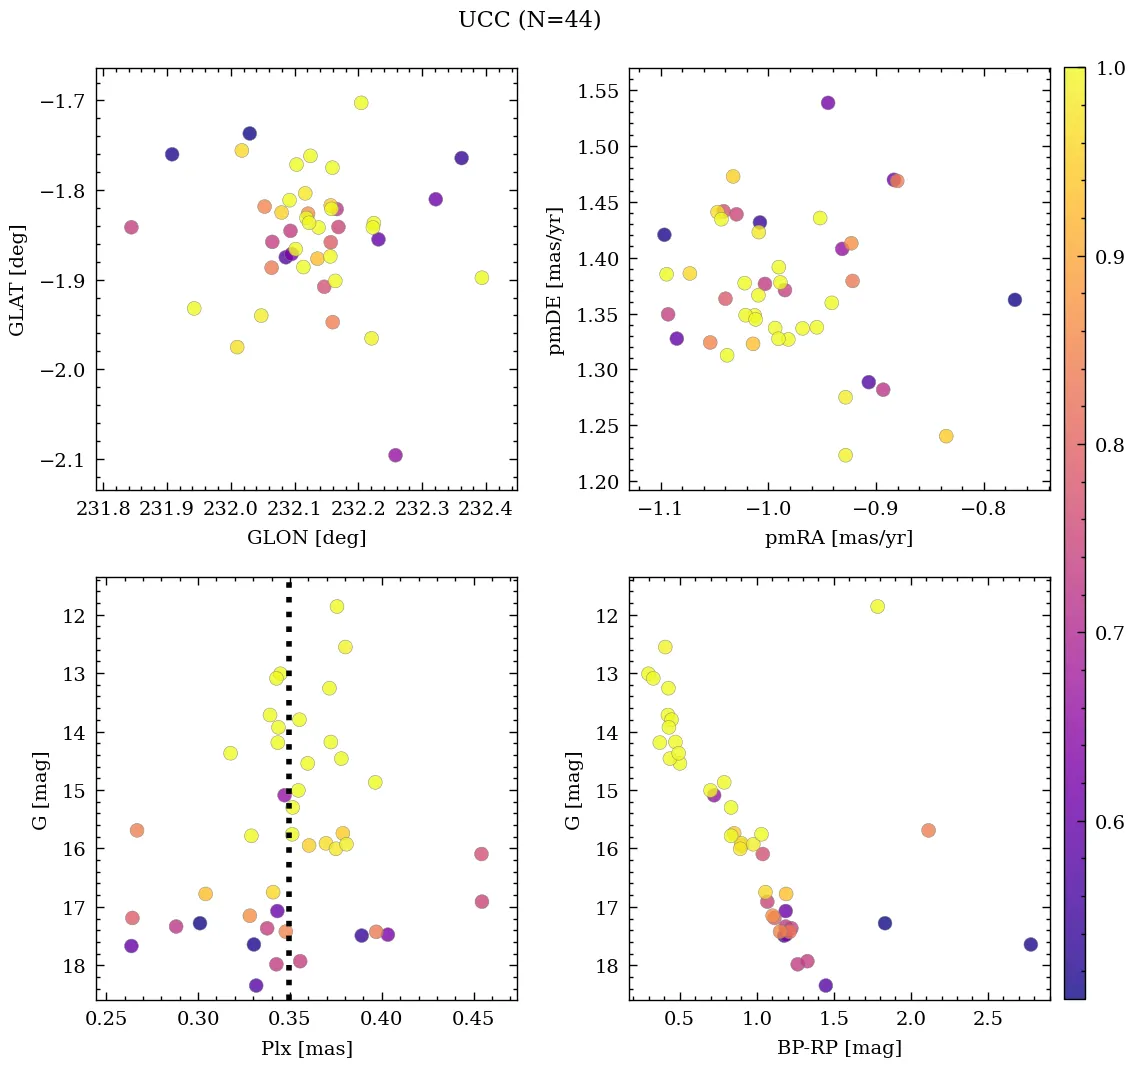 UCC (N=44)
−1.7
−1.8
−1.9
−2.0
−2.1
GLAT [deg]
231.8 231.9 232.0 232.1 232.2 232.3 232.4
GLON [deg]
1.55
1.50
1.45
1.40
1.35
1.30
1.25
1.20
pmDE [mas/yr]
−1.1 −1.0 −0.9 −0.8
pmRA [mas/yr]
12
13
14
15
16
17
18
G [mag]
0.25 0.30 0.35 0.40 0.45
Plx [mas]
12
13
14
15
16
17
18
G [mag]
0.5 1.0 1.5 2.0 2.5
BP-RP [mag]
1.0
0.9
0.8
0.7
0.6